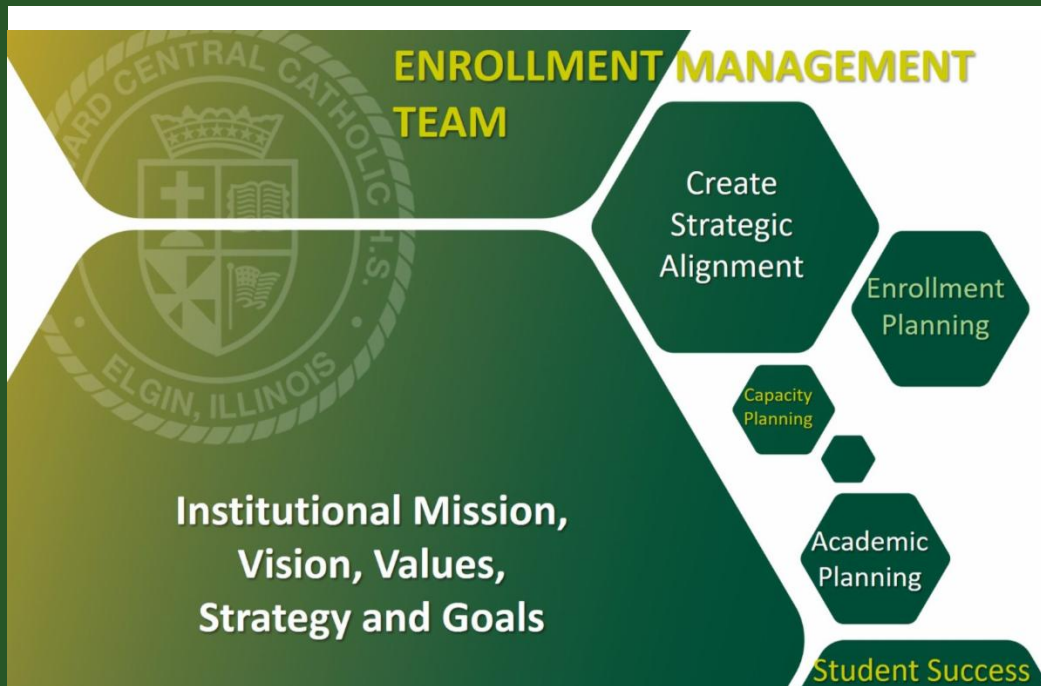 ENROLLMENT MANAGEMENT
TEAM
ARD CENTRAL CATHOLIC H.S.
ELGIN, ILLINOIS
Create
Strategic
Alignment
Enrollment
Planning
Capacity
Planning
Academic
Planning
Institutional Mission,
Vision, Values,
Strategy and Goals
Student Success